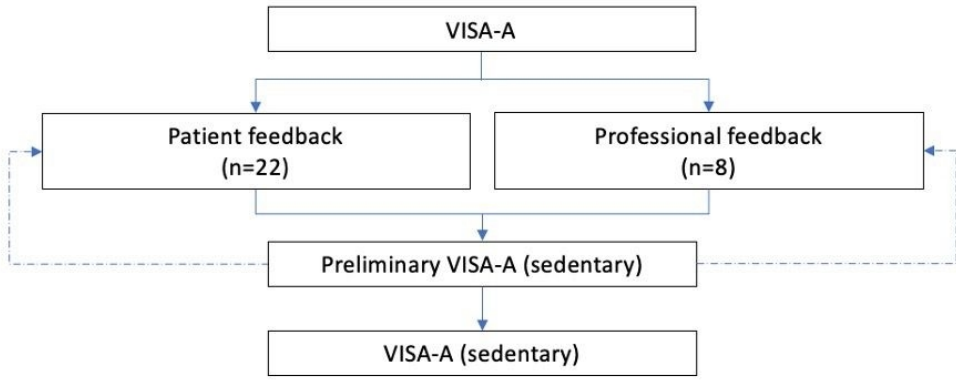 VISA-A
Patient feedback
(n=22)
Professional feedback
(n=8)
Preliminary VISA-A (sedentary)
VISA-A (sedentary)